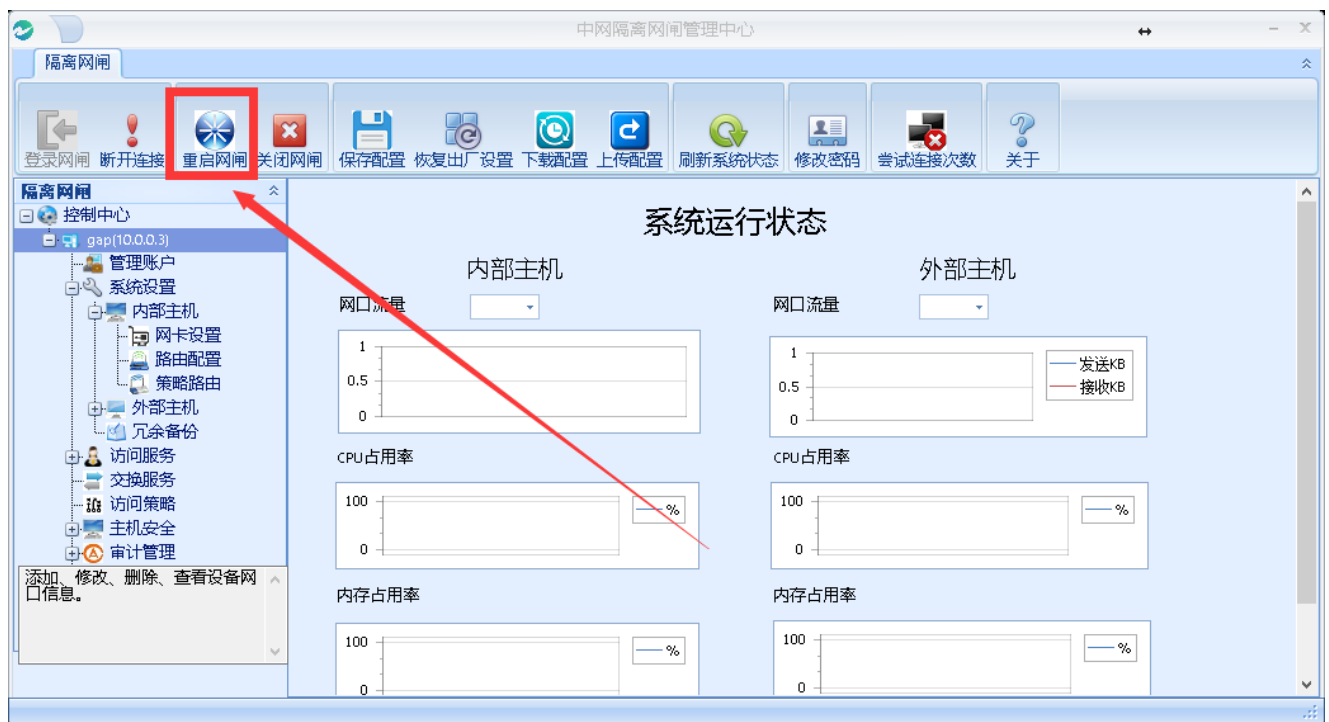 中网隔离网闸管理中心
隔离网闸
登录网闸 断开连接 重启网闸 关闭网闸 保存配置 恢复出厂设置 下载配置 上传配置 刷新系统状态 修改密码 尝试连接次数 关于
隔离网闸
控制中心
gap(10.0.0.3)
管理账户
系统设置
内部主机
网卡设置
路由配置
策略路由
外部主机
冗余备份
访问服务
交换服务
访问策略
主机安全
审计管理
添加、修改、删除、查看设备网
口信息。
系统运行状态
内部主机
网口流量
1
0.5
0
CPU占用率
100
0
%
内存占用率
100
0
%
外部主机
网口流量
1
0.5
0
发送KB
接收KB
CPU占用率
100
0
%
内存占用率
100
0
%